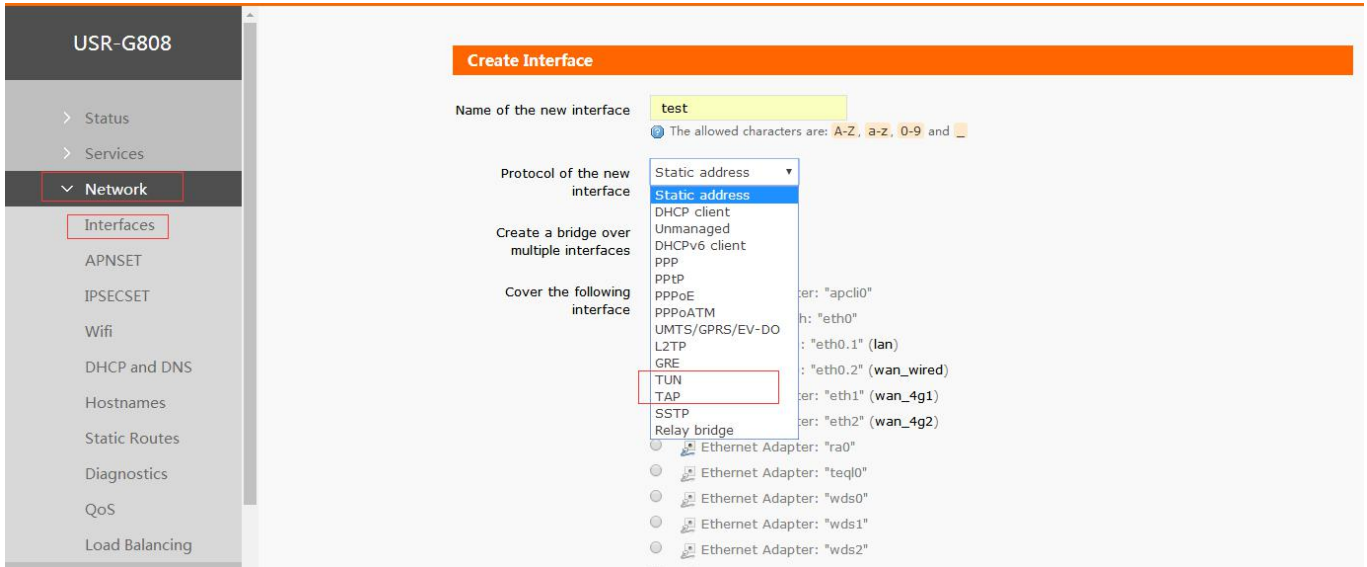 USR-G808
Status
Services
Network
Interfaces
APNSET
IPSECSET
Wifi
DHCP and DNS
Hostnames
Static Routes
Diagnostics
QoS
Load Balancing
Create Interface
Name of the new interface
test
The allowed characters are: A-Z, a-z, 0-9 and _
Protocol of the new
interface
Static address
Static address
DHCP client
Unmanaged
DHCPv6 client
PPP
PPtP
PPPoE
PPPoATM
UMTS/GPRS/EV-DO
L2TP
GRE
TUN
TAP
SSTP
Relay bridge
Create a bridge over
multiple interfaces
Cover the following
interface
ter: "apcli0"
h: "eth0"
: "eth0.1" (lan)
: "eth0.2" (wan_wired)
ter: "eth1" (wan_4g1)
ter: "eth2" (wan_4g2)
Ethernet Adapter: "ra0"
Ethernet Adapter: "teql0"
Ethernet Adapter: "wds0"
Ethernet Adapter: "wds1"
Ethernet Adapter: "wds2"